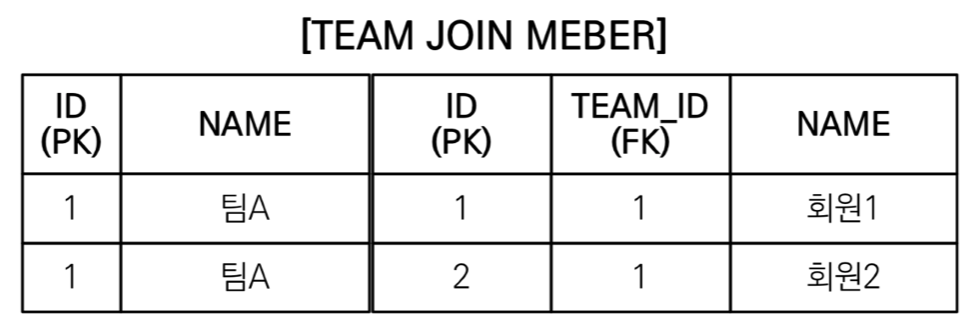 [TEAM JOIN MEBER]
ID (PK) NAME ID (PK) TEAM_ID (FK) NAME
1 팀A 1 1 회원1
1 팀A 2 1 회원2